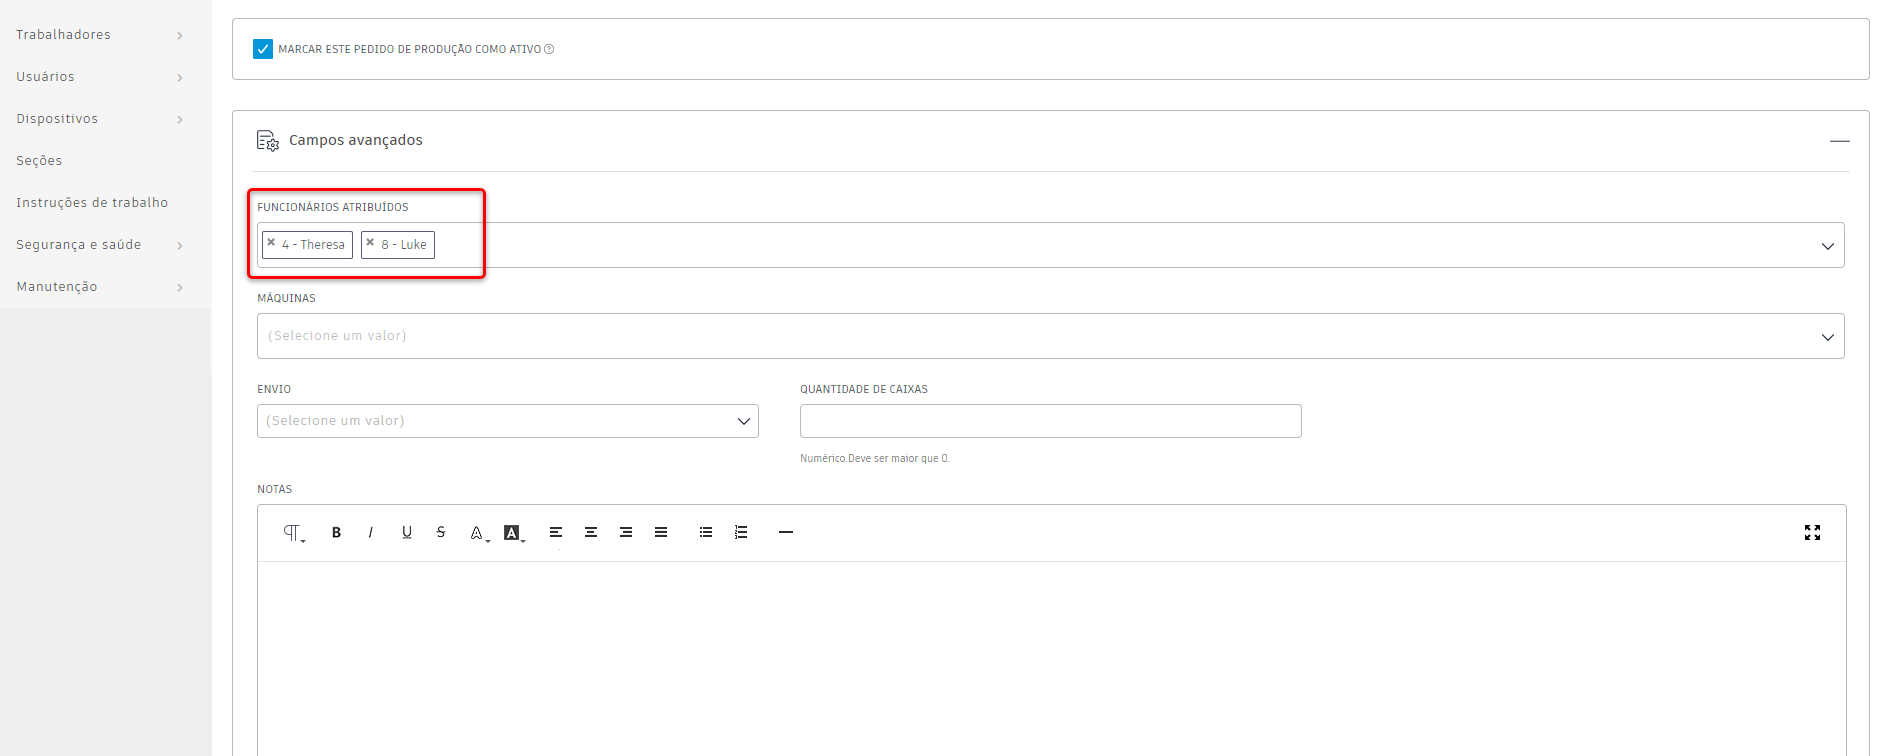 Trabalhadores
Usuários
Dispositivos
Seções
Instruções de trabalho
Segurança e saúde
Manutenção
MARCAR ESTE PEDIDO DE PRODUÇÃO COMO ATIVO
Campos avançados
FUNCIONÁRIOS ATRIBUÍDOS
× 4 - Theresa × 8 - Luke
MÁQUINAS
(Selecione um valor)
ENVIO
(Selecione um valor)
QUANTIDADE DE CAIXAS
Numérico.Deve ser maior que 0.
NOTAS
B I U S A A